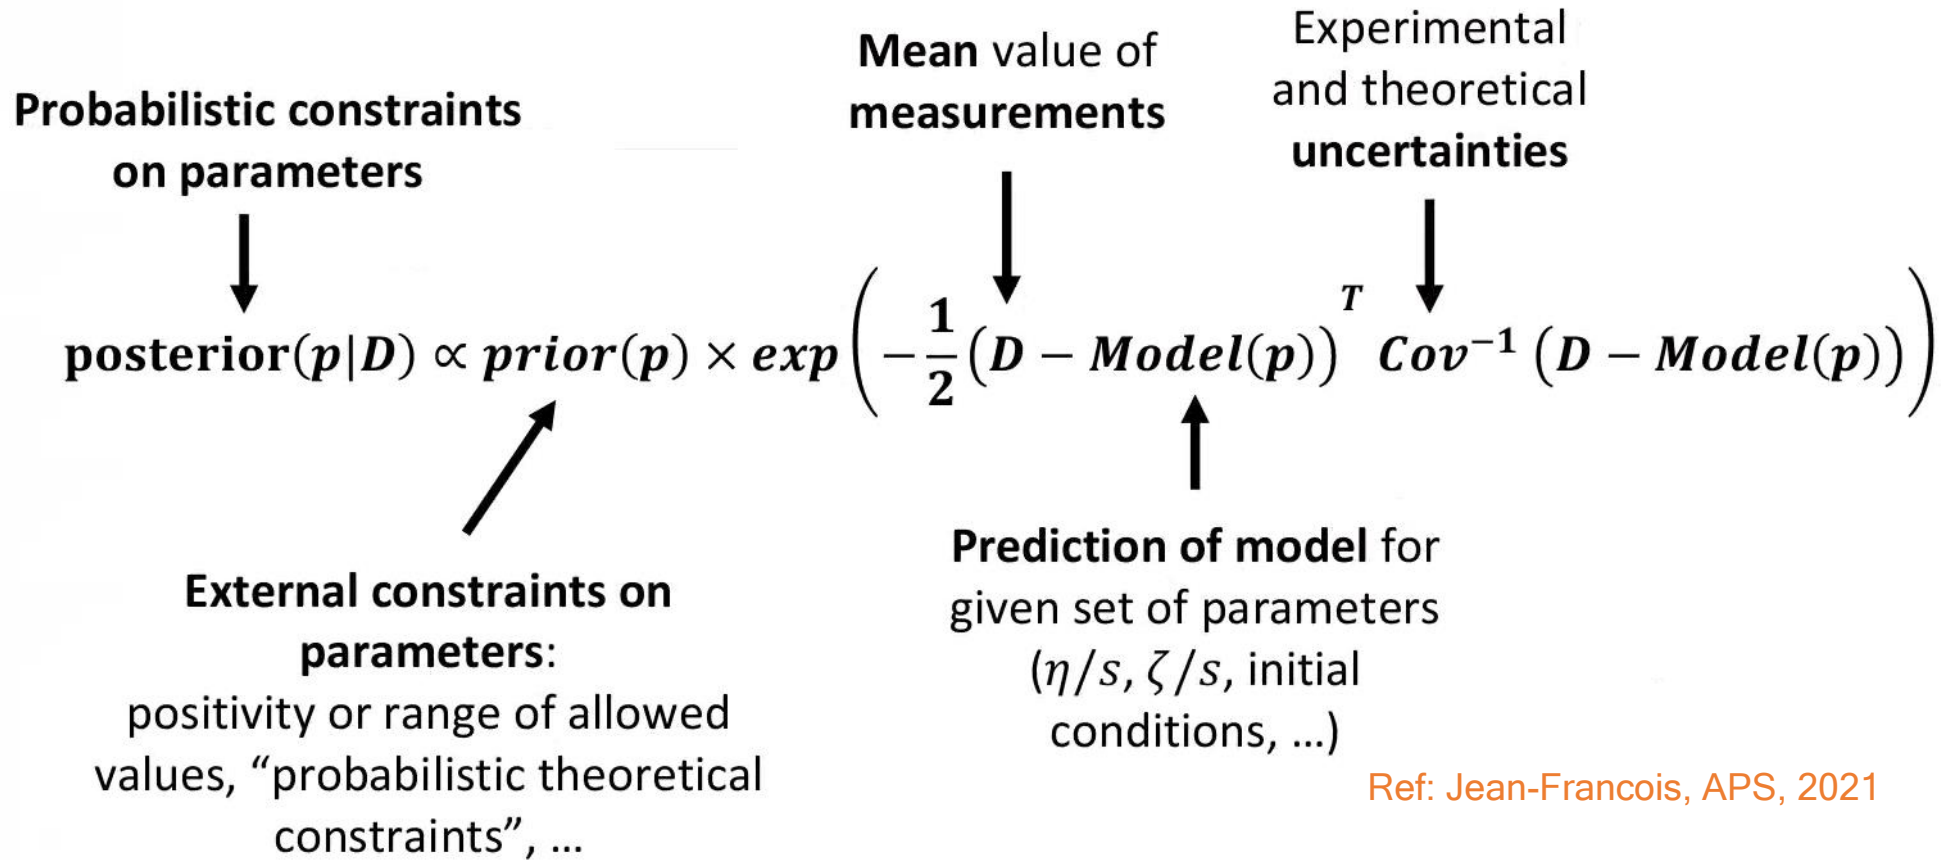 Probabilistic constraints
on parameters
Mean value of
measurements
Experimental
and theoretical
uncertainties
posterior(p|D) ∝ prior(p) × exp(−1/2 (D − Model(p))ᵀ Cov⁻¹ (D − Model(p)))
External constraints on
parameters:
positivity or range of allowed
values, “probabilistic theoretical
constraints”, ...
Prediction of model for
given set of parameters
(η/s, ζ/s, initial
conditions, ...)
Ref: Jean-Francois, APS, 2021